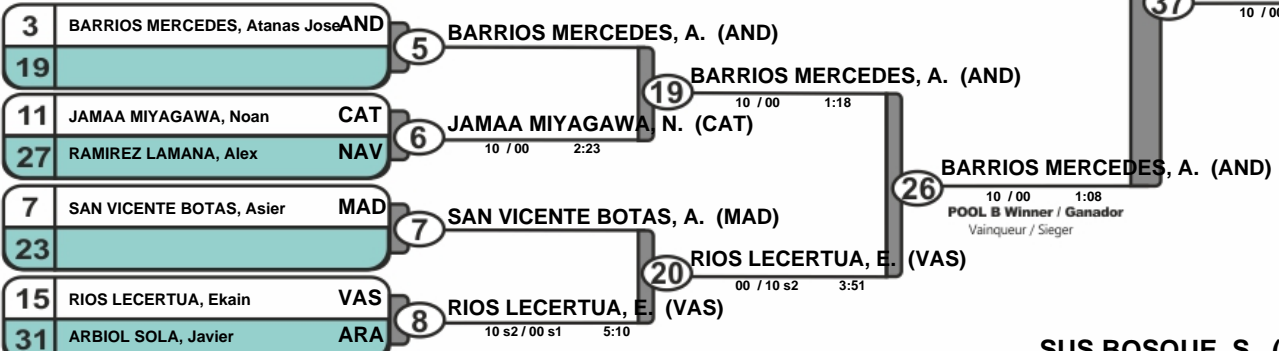 3 BARRIOS MERCEDES, Atanas Jose AND
19
5
BARRIOS MERCEDES, A. (AND)
11 JAMAA MIYAGAWA, Noan CAT
27 RAMIREZ LAMANA, Alex NAV
6
JAMAA MIYAGAWA, N. (CAT)
10 / 00 2:23
19
BARRIOS MERCEDES, A. (AND)
10 / 00 1:18
7 SAN VICENTE BOTAS, Asier MAD
23
7
SAN VICENTE BOTAS, A. (MAD)
15 RIOS LECERTUA, Ekain VAS
31 ARBIOL SOLA, Javier ARA
8
RIOS LECERTUA, E. (VAS)
10 s2 / 00 s1 5:10
20
RIOS LECERTUA, E. (VAS)
00 / 10 s2 3:51
26
BARRIOS MERCEDES, A. (AND)
10 / 00 1:08
POOL B Winner / Ganador
Vainqueur / Sieger
37
10 / 00
SUS BOSQUE, S. (